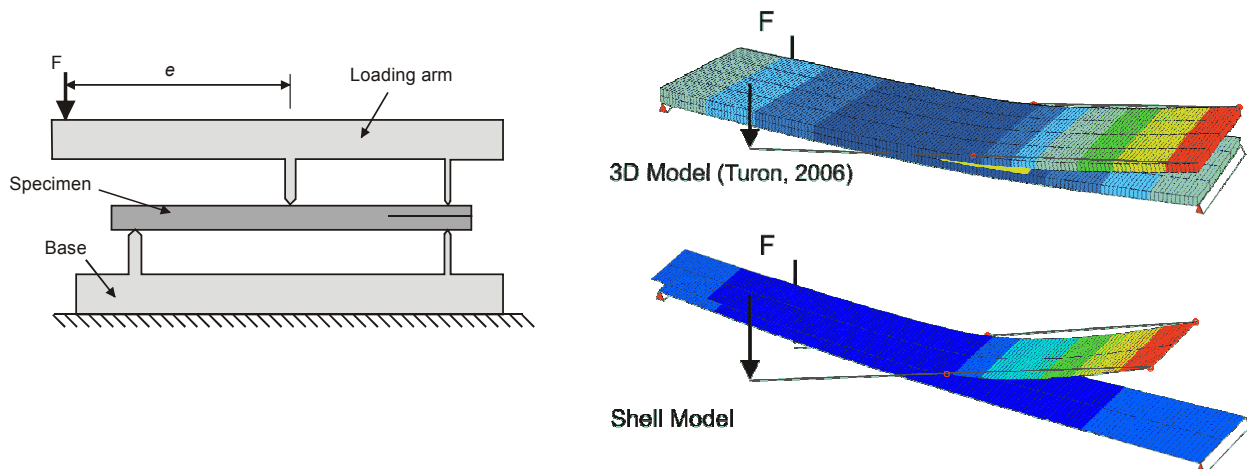 F
e
Loading arm
Specimen
Base
F
3D Model (Turon, 2006)
F
Shell Model